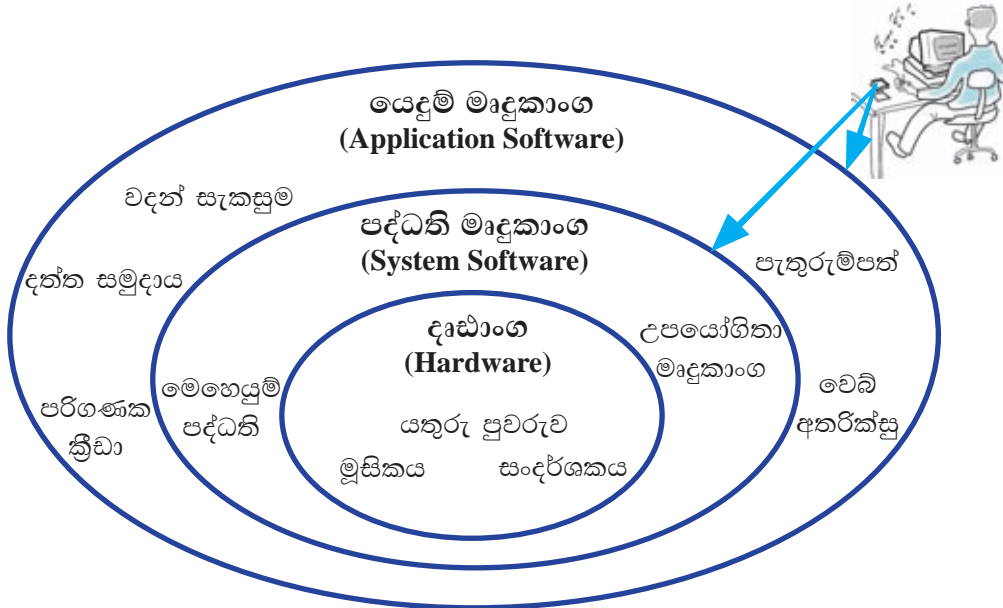 යෙදුම් මෘදුකාංග
(Application Software)
වදන් සැකසුම
දත්ත සමුදාය
පරිගණක
ක්‍රීඩා
පැතුරුම්පත්
වෙබ්
අතරික්සු
පද්ධති මෘදුකාංග
(System Software)
මෙහෙයුම්
පද්ධති
උපයෝගිතා
මෘදුකාංග
දෘඪාංග
(Hardware)
යතුරු පුවරුව
මූසිකය
සංදර්ශකය